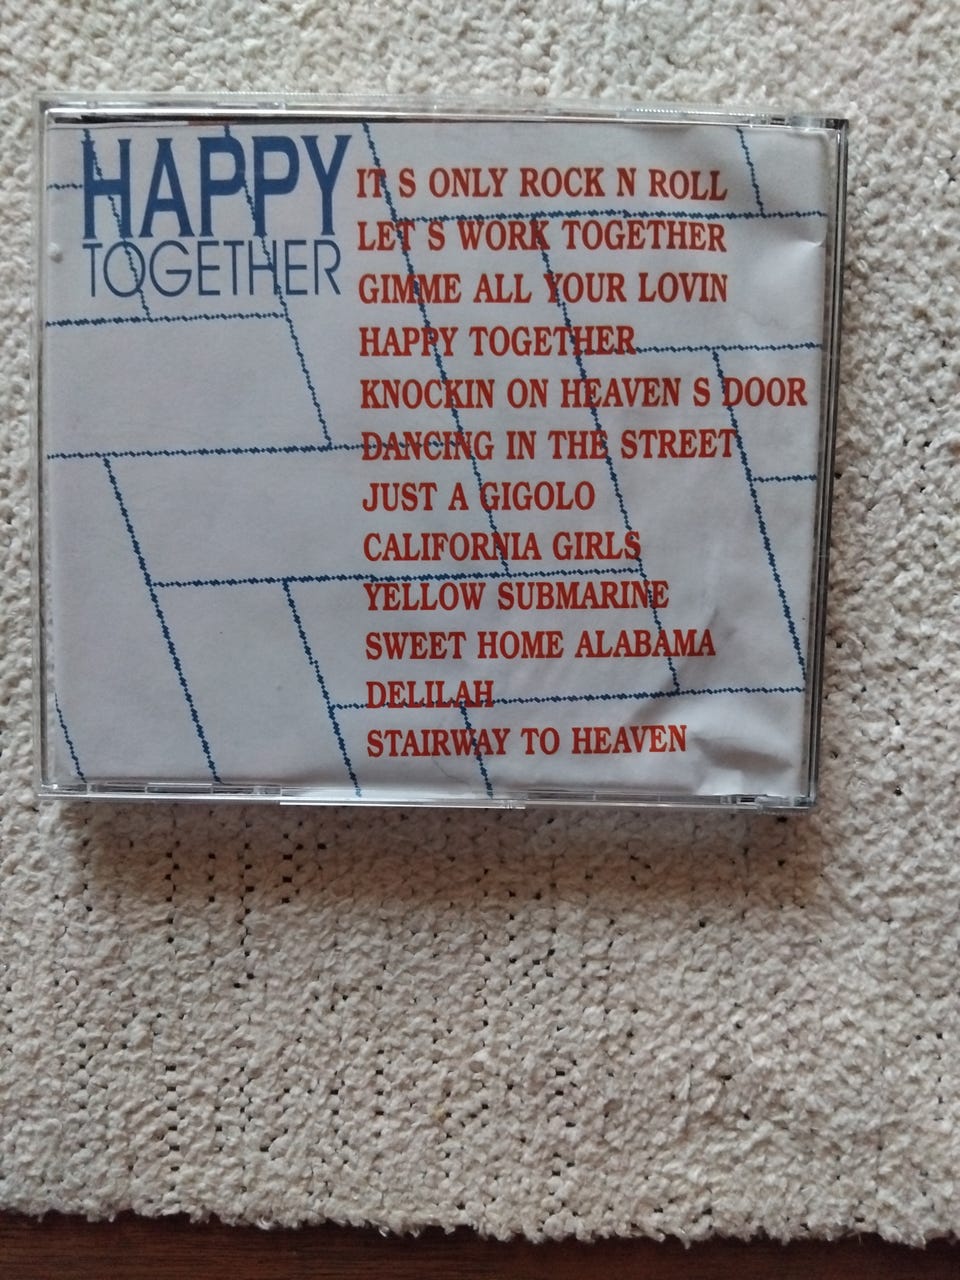 HAPPY
TOGETHER
IT S ONLY ROCK N ROLL
LET S WORK TOGETHER
GIMME ALL YOUR LOVIN
HAPPY TOGETHER
KNOCKIN ON HEAVEN S DOOR
DANCING IN THE STREET
JUST A GIGOLO
CALIFORNIA GIRLS
YELLOW SUBMARINE
SWEET HOME ALABAMA
DELILAH
STAIRWAY TO HEAVEN